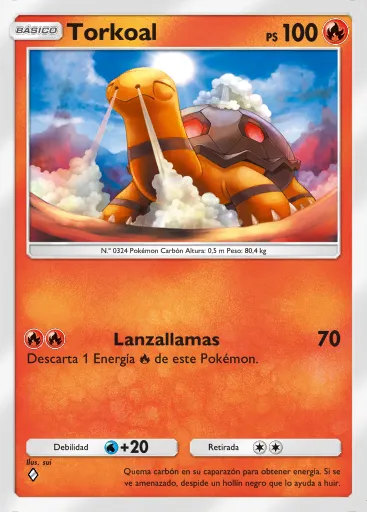 BÁSICO Torkoal PS 100
N.º 0324 Pokémon Carbón Altura: 0,5 m Peso: 80,4 kg
Lanzallamas 70
Descarta 1 Energía de este Pokémon.
Debilidad +20 Retirada
Ilus. sui
Quema carbón en su caparazón para obtener energía. Si se
ve amenazado, despide un hollín negro que lo ayuda a huir.